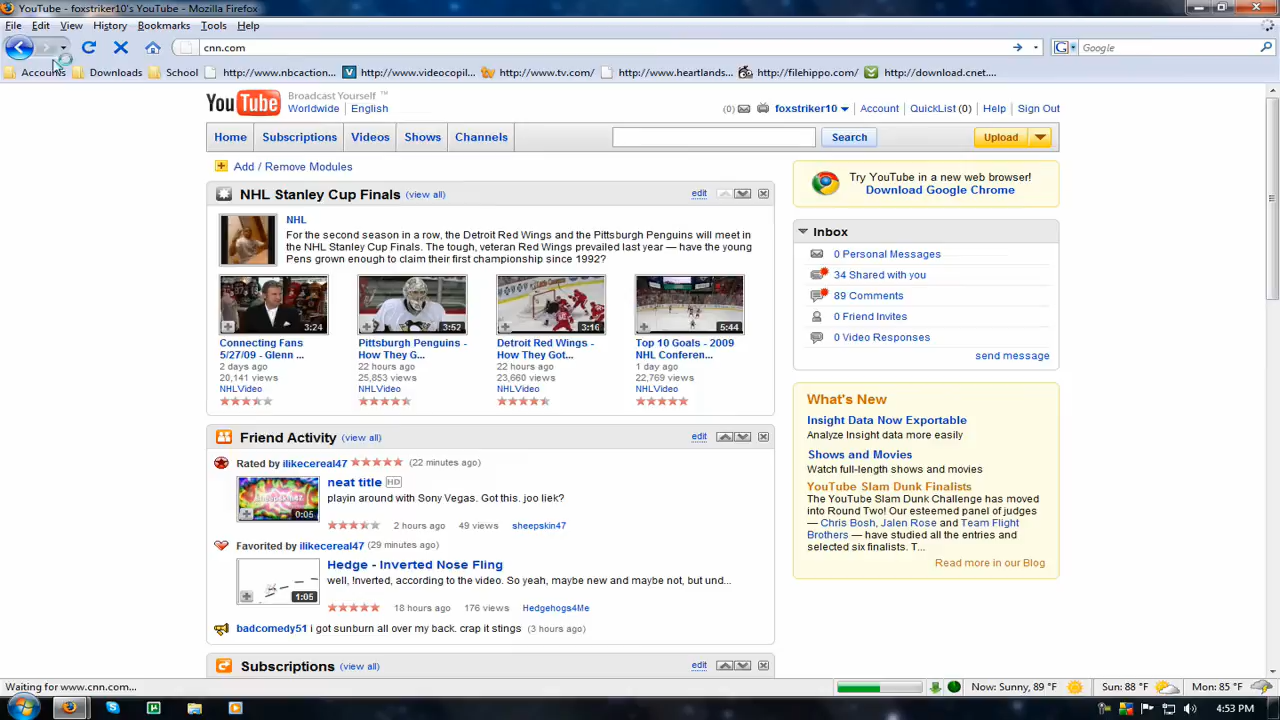 YouTube - foxstriker10's YouTube - Mozilla Firefox
File Edit View History Bookmarks Tools Help
cnn.com
Google
Accounts Downloads School http://www.nbcaction... http://www.videocopil... http://www.tv.com/ http://www.heartlands... http://filehippo.com/ http://download.cnet....
YouTube Broadcast Yourself ™
Worldwide English
(0) foxstriker10 Account QuickList (0) Help Sign Out
Home Subscriptions Videos Shows Channels Search Upload
Add / Remove Modules
NHL Stanley Cup Finals (view all) edit
NHL
For the second season in a row, the Detroit Red Wings and the Pittsburgh Penguins will meet in
the NHL Stanley Cup Finals. The tough, veteran Red Wings prevailed last year — have the young
Pens grown enough to claim their first championship since 1992?
3:24 3:52 3:16 5:44
Connecting Fans
5/27/09 - Glenn ...
2 days ago
20,141 views
NHLVideo
Pittsburgh Penguins -
How They G...
22 hours ago
25,853 views
NHLVideo
Detroit Red Wings -
How They Got...
22 hours ago
23,660 views
NHLVideo
Top 10 Goals - 2009
NHL Conferen...
1 day ago
22,769 views
NHLVideo
Friend Activity (view all) edit
Rated by ilikecereal47 (22 minutes ago)
neat title HD
playin around with Sony Vegas. Got this. joo liek?
0:05
2 hours ago 49 views sheepskin47
Favorited by ilikecereal47 (29 minutes ago)
Hedge - Inverted Nose Fling
well, !nverted, according to the video. So yeah, maybe new and maybe not, but und...
1:05
18 hours ago 176 views Hedgehogs4Me
badcomedy51 i got sunburn all over my back. crap it stings (3 hours ago)
Subscriptions (view all) edit
Try YouTube in a new web browser!
Download Google Chrome
Inbox
0 Personal Messages
34 Shared with you
89 Comments
0 Friend Invites
0 Video Responses
send message
What's New
Insight Data Now Exportable
Analyze Insight data more easily
Shows and Movies
Watch full-length shows and movies
YouTube Slam Dunk Finalists
The YouTube Slam Dunk Challenge has moved
into Round Two! Our esteemed panel of judges
— Chris Bosh, Jalen Rose and Team Flight
Brothers — have studied all the entries and
selected six finalists. T...
Read more in our Blog
Waiting for www.cnn.com...
Now: Sunny, 89 °F Sun: 88 °F Mon: 85 °F
4:53 PM